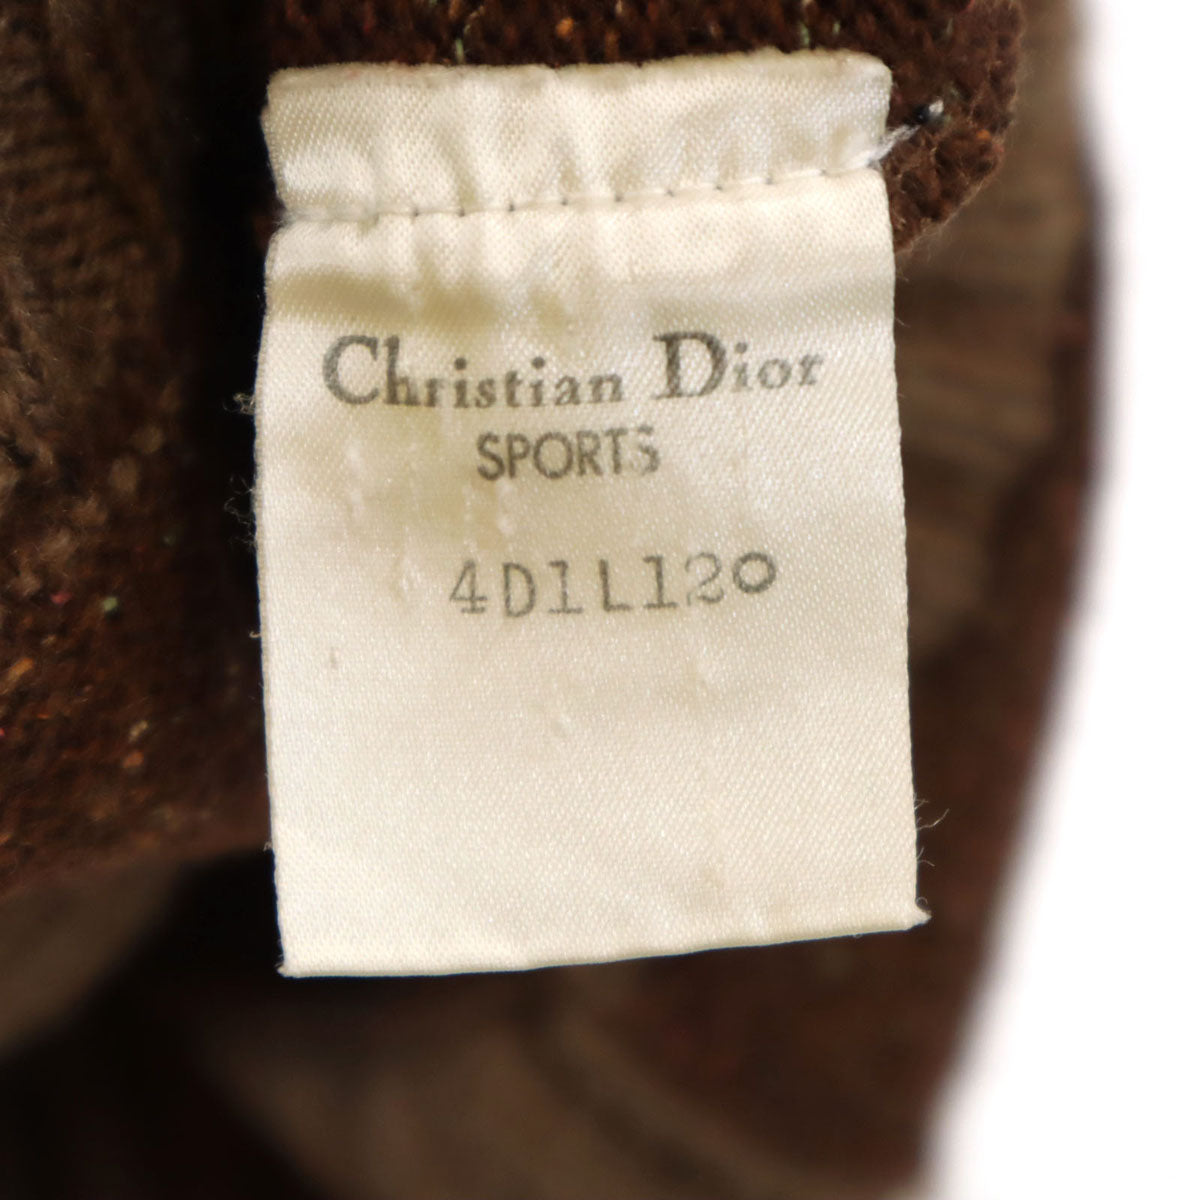 Christian Dior
SPORTS
4D1L120